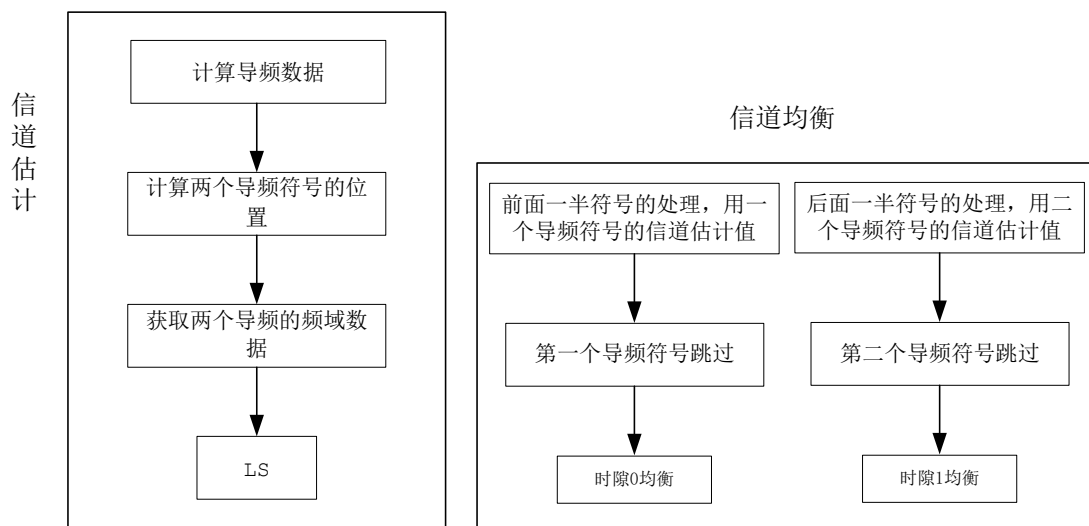 信道估计
计算导频数据
计算两个导频符号的位
置
获取两个导频的频域数
据
LS
信道均衡
前面一半符号的处理，用一
个导频符号的信道估计值
第一个导频符号跳过
时隙0均衡
后面一半符号的处理，用二
个导频符号的信道估计值
第二个导频符号跳过
时隙1均衡